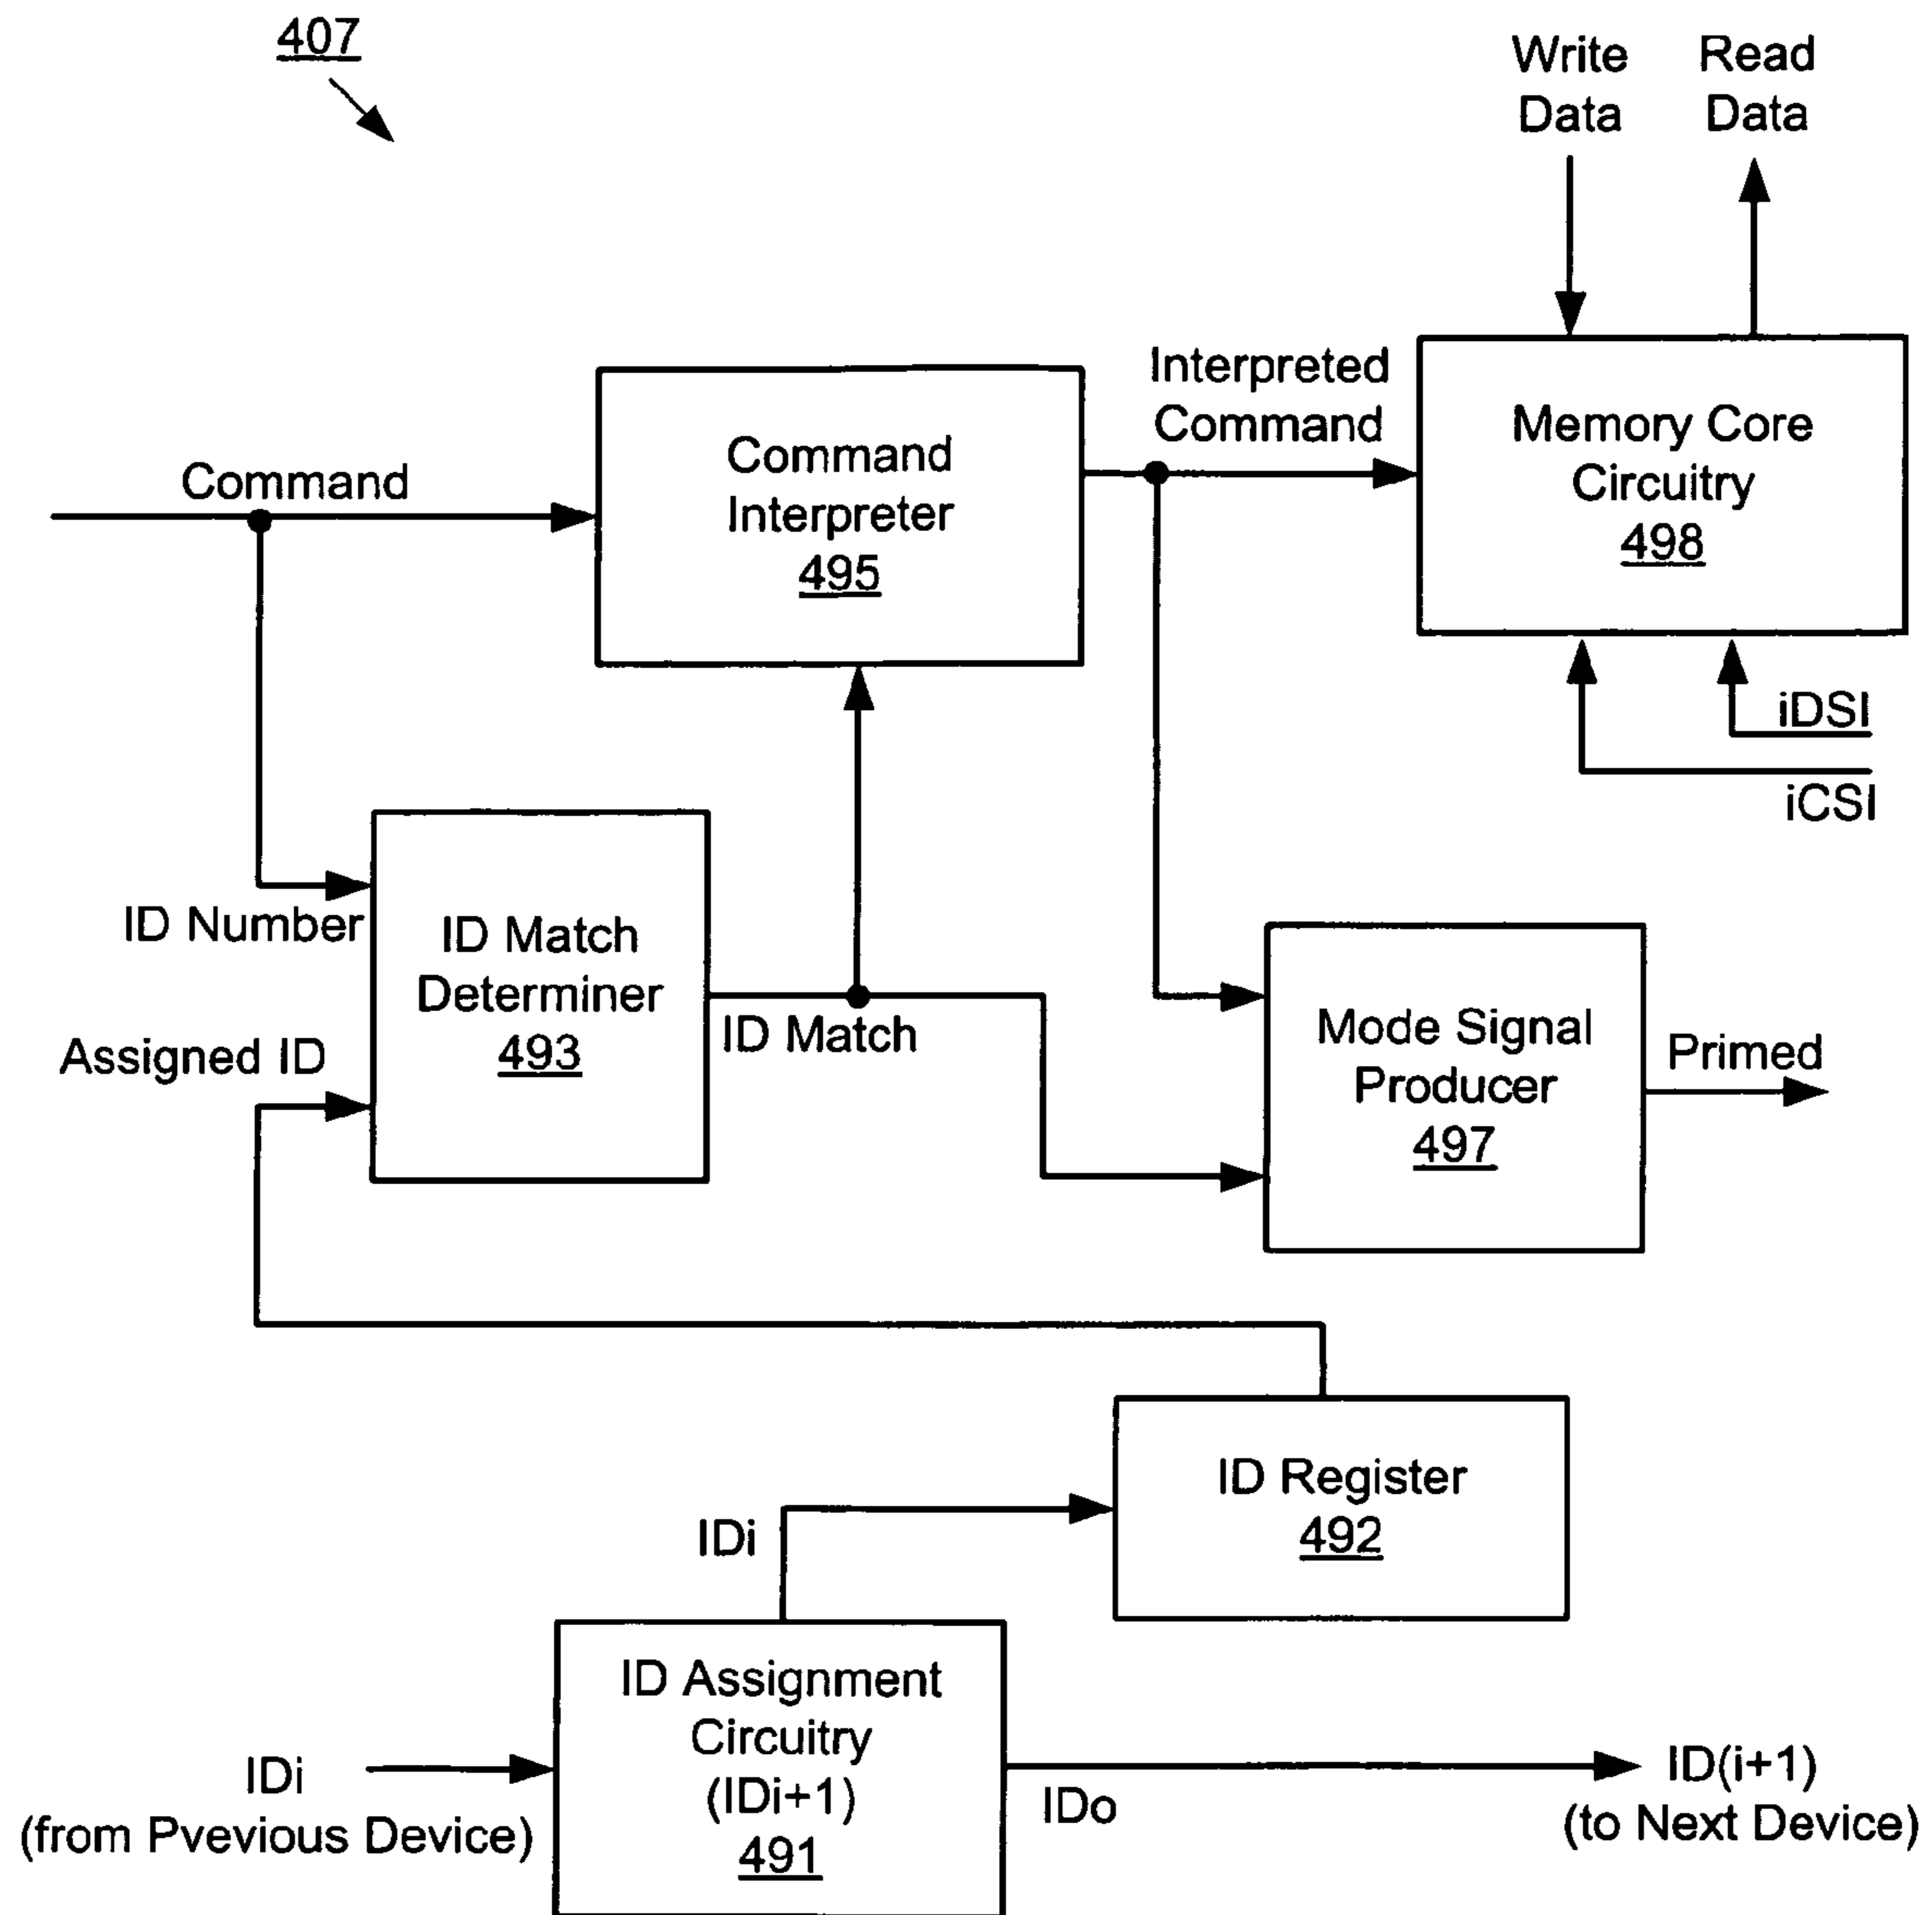 407
Write
Data
Read
Data
Interpreted
Command
Memory Core
Circuitry
498
Command
Command
Interpreter
495
iDSI
iCSI
ID Number
ID Match
Determiner
493
ID Match
Assigned ID
Mode Signal
Producer
497
Primed
ID Register
492
IDi
ID Assignment
Circuitry
(IDi+1)
491
IDi
(from Pvevious Device)
IDo
ID(i+1)
(to Next Device)